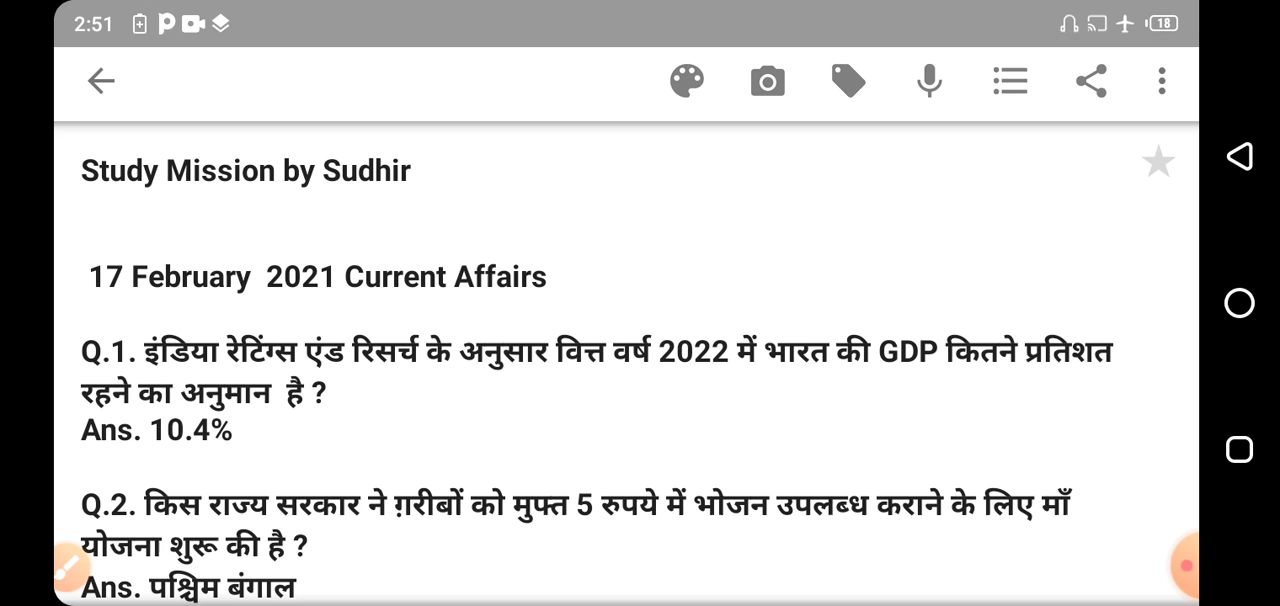 2:51
18
Study Mission by Sudhir
17 February 2021 Current Affairs
Q.1. इंडिया रेटिंग्स एंड रिसर्च के अनुसार वित्त वर्ष 2022 में भारत की GDP कितने प्रतिशत
रहने का अनुमान है ?
Ans. 10.4%
Q.2. किस राज्य सरकार ने ग़रीबों को मुफ्त 5 रुपये में भोजन उपलब्ध कराने के लिए माँ
योजना शुरू की है ?
Ans. पश्चिम बंगाल